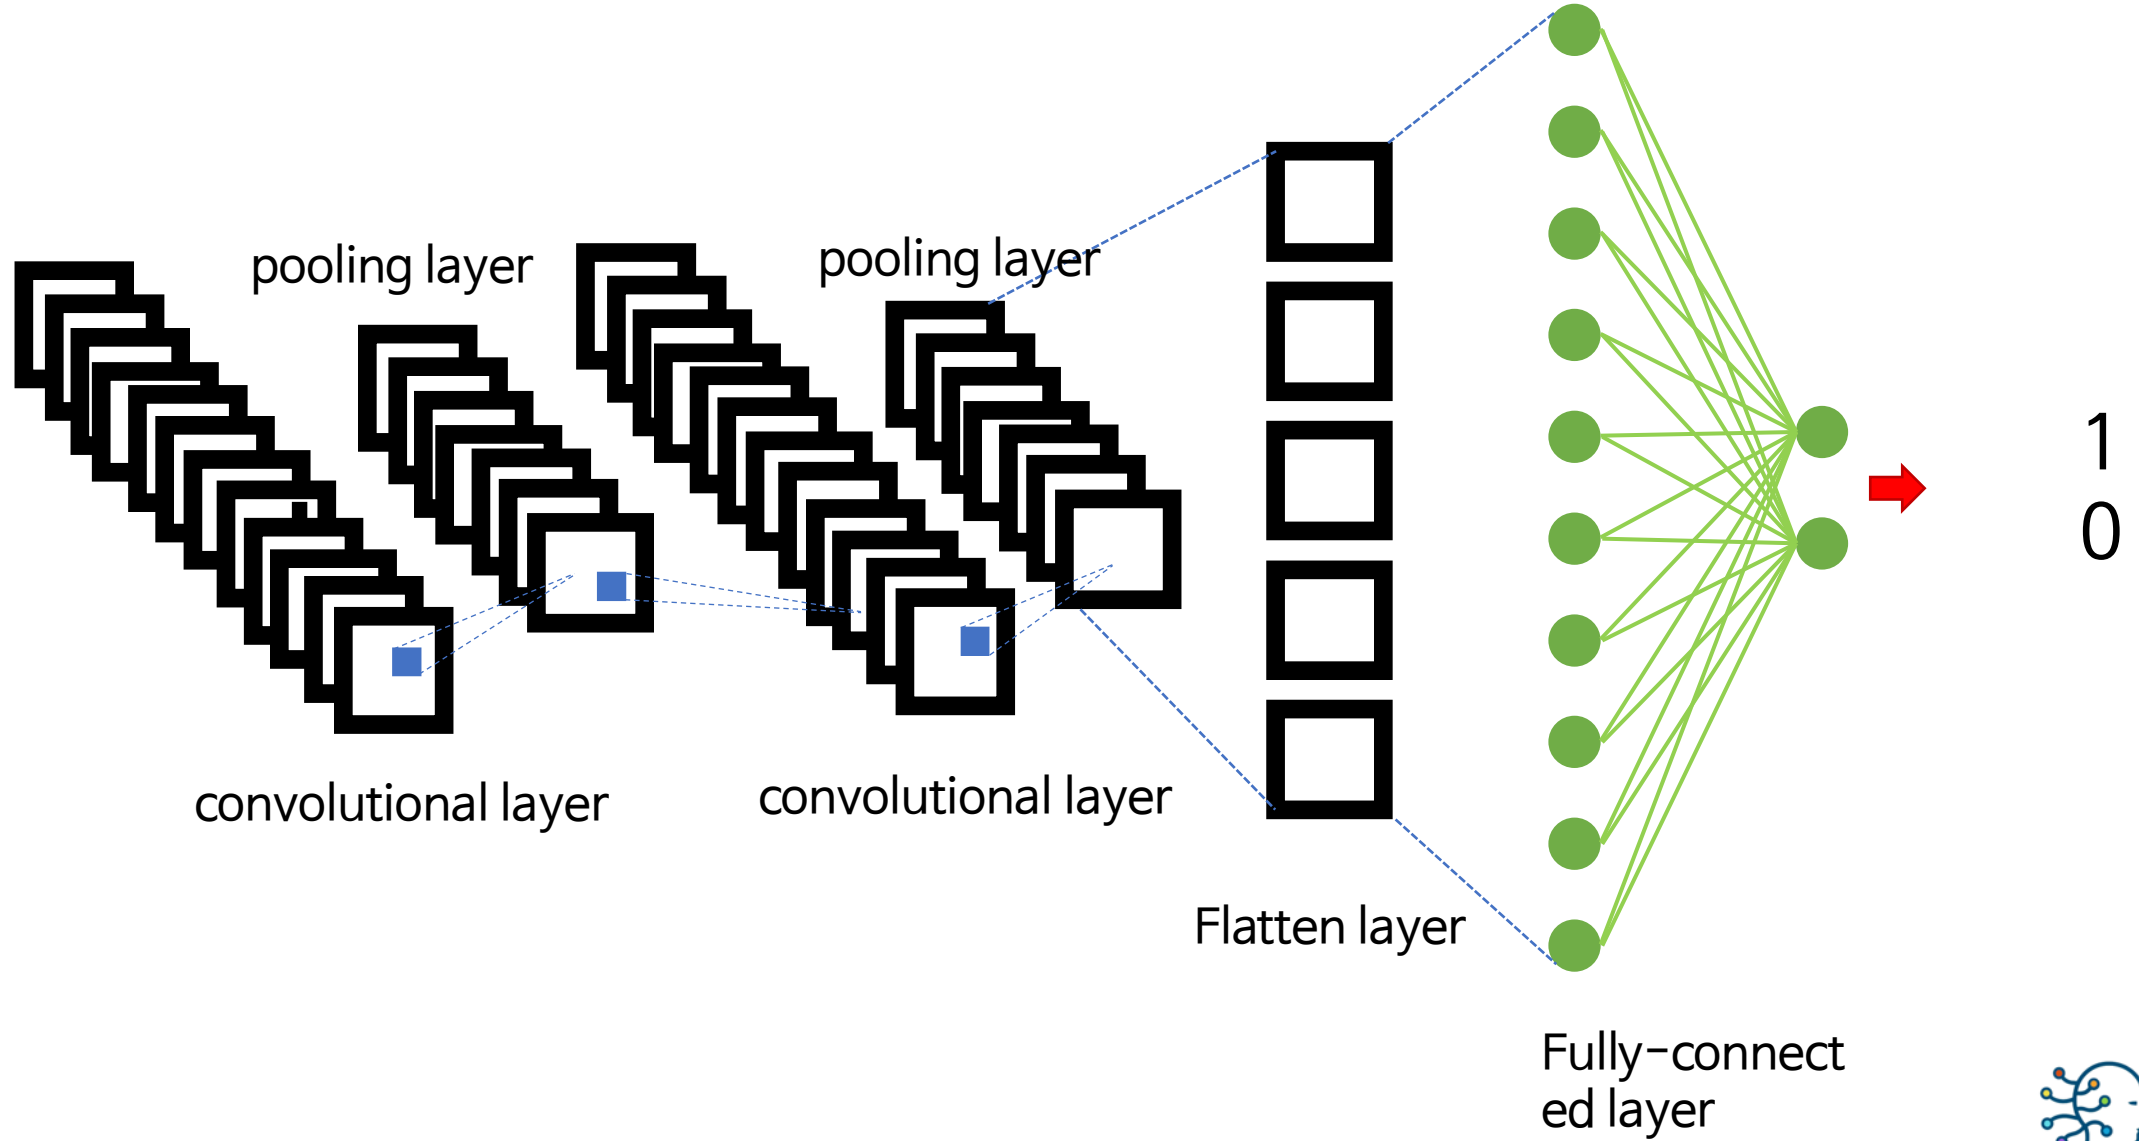 pooling layer
pooling layer
convolutional layer
convolutional layer
Flatten layer
Fully-connect
ed layer
1
0